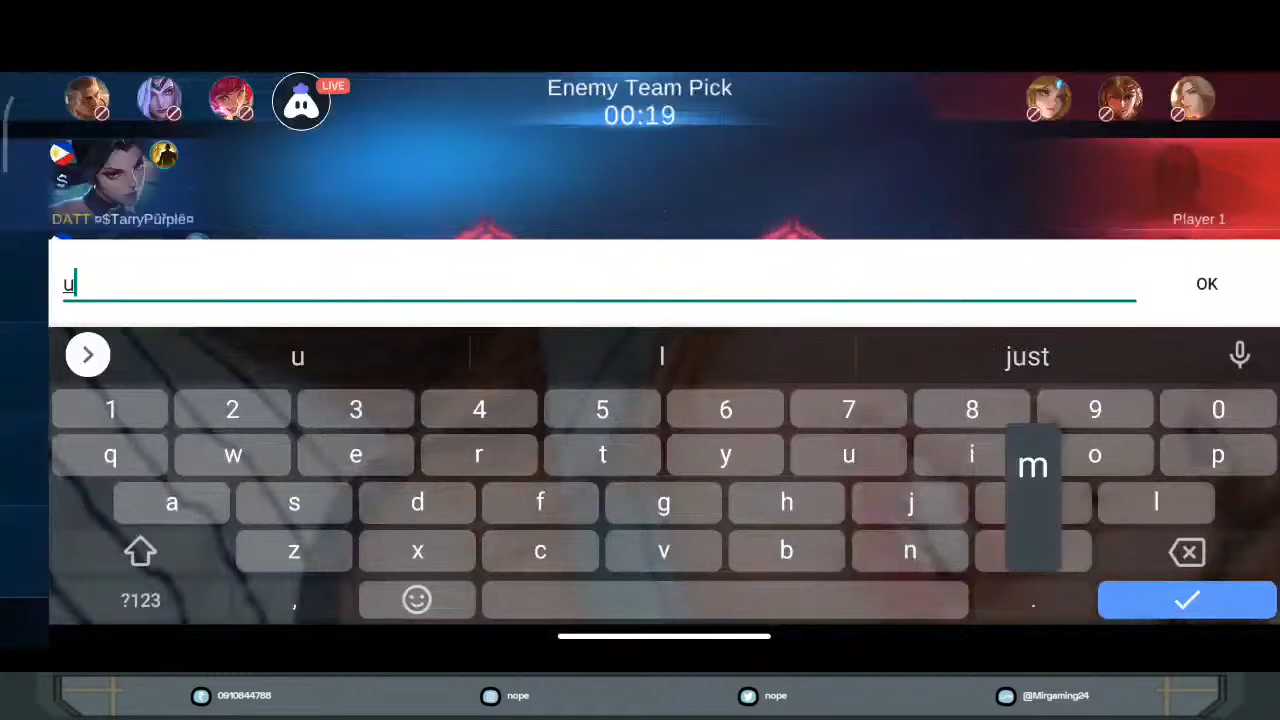 LIVE
Enemy Team Pick
00:19
$
DATT ¤$TarryPûřpłë¤
Player 1
u
OK
u I just
1 2 3 4 5 6 7 8 9 0
q w e r t y u i o p
m
a s d f g h j l
z x c v b n
?123 , .
0910844788 nope nope @Mirgaming24